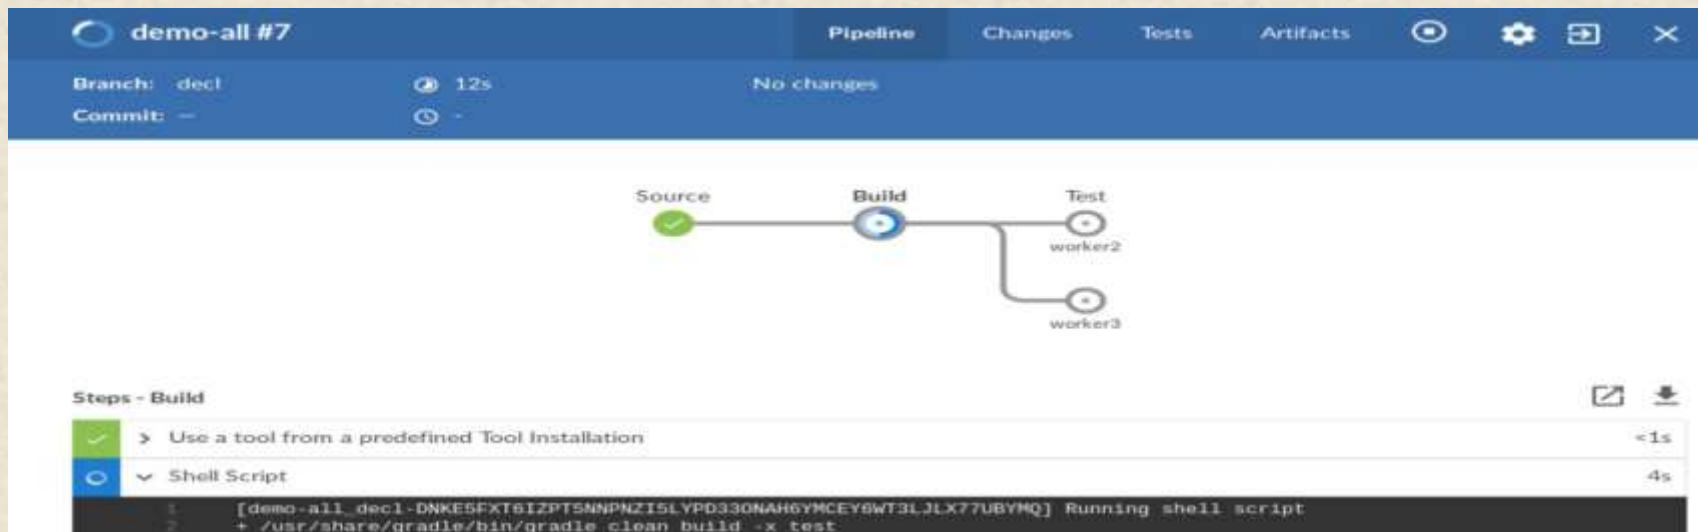 demo-all #7 Pipeline Changes Tests Artifacts
Branch: decl 12s No changes
Commit: — -
Source Build Test
worker2
worker3
Steps - Build
Use a tool from a predefined Tool Installation <1s
Shell Script 4s
1 [demo-all_decl-DNKE5FXT6IZPTSNNPNZI5LYPD33ONAH6YMCEY6WT3LJLX77UBYMQ] Running shell script
2 + /usr/share/gradle/bin/gradle clean build -x test